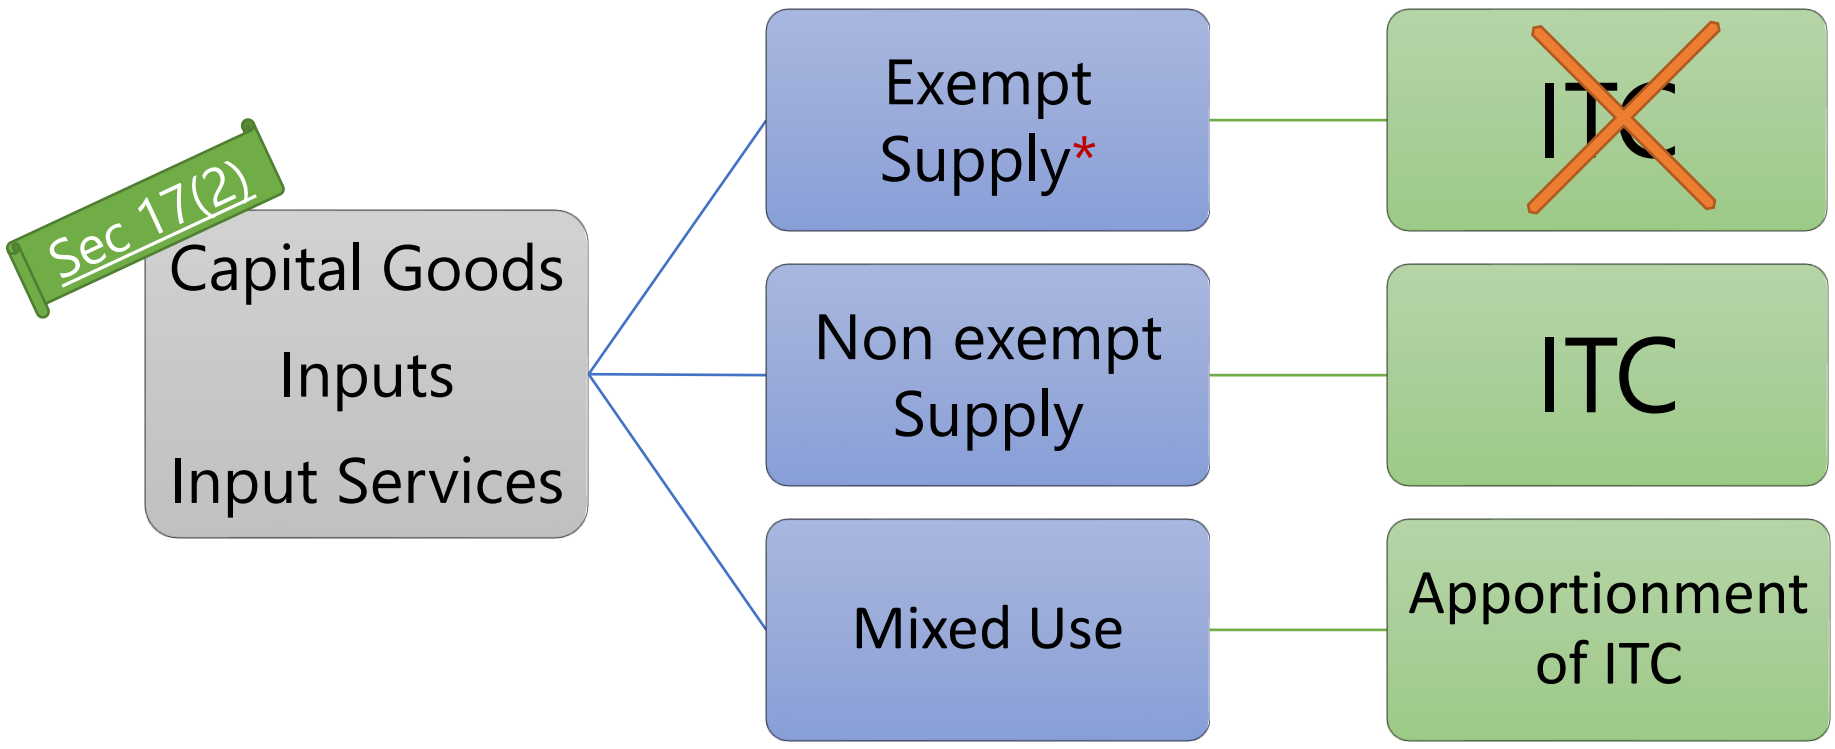 Sec 17(2)
Capital Goods
Inputs
Input Services
Exempt
Supply*
ITC
Non exempt
Supply
ITC
Mixed Use
Apportionment
of ITC